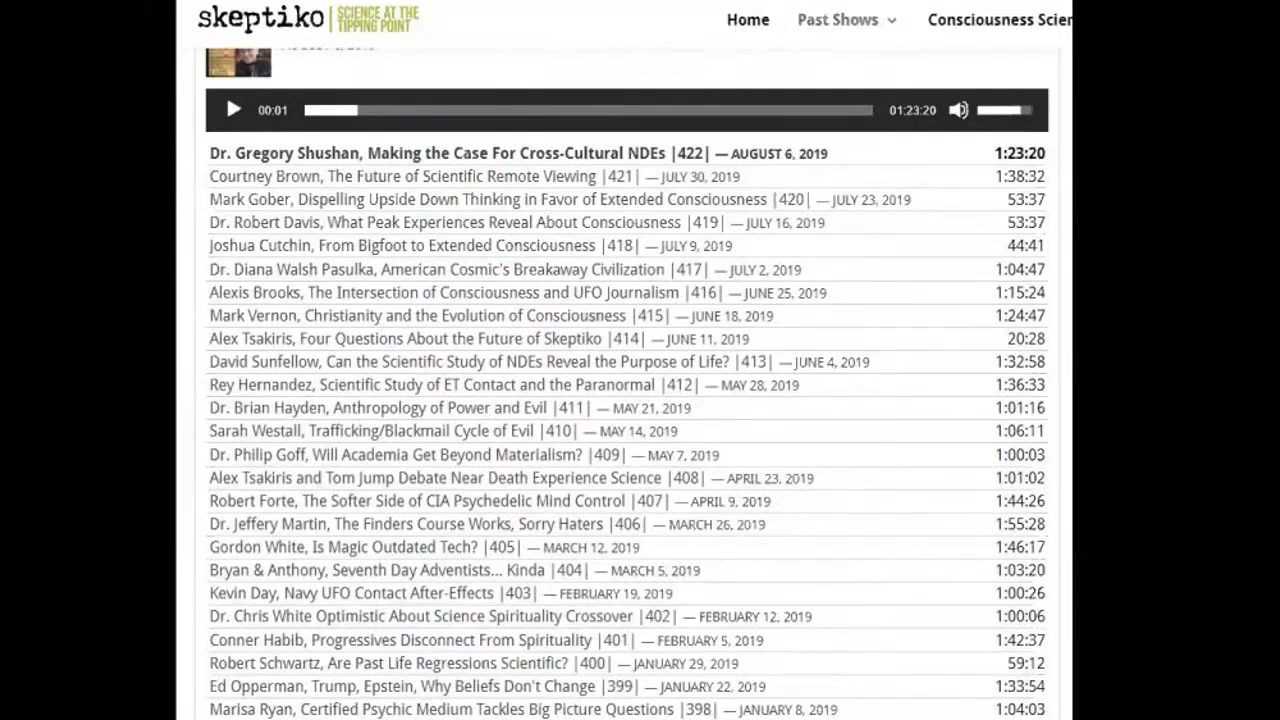 skeptiko | SCIENCE AT THE TIPPING POINT
Home Past Shows Consciousness Scien
00:01 01:23:20
Dr. Gregory Shushan, Making the Case For Cross-Cultural NDEs |422| — AUGUST 6, 2019 1:23:20
Courtney Brown, The Future of Scientific Remote Viewing |421| — JULY 30, 2019 1:38:32
Mark Gober, Dispelling Upside Down Thinking in Favor of Extended Consciousness |420| — JULY 23, 2019 53:37
Dr. Robert Davis, What Peak Experiences Reveal About Consciousness |419| — JULY 16, 2019 53:37
Joshua Cutchin, From Bigfoot to Extended Consciousness |418| — JULY 9, 2019 44:41
Dr. Diana Walsh Pasulka, American Cosmic's Breakaway Civilization |417| — JULY 2, 2019 1:04:47
Alexis Brooks, The Intersection of Consciousness and UFO Journalism |416| — JUNE 25, 2019 1:15:24
Mark Vernon, Christianity and the Evolution of Consciousness |415| — JUNE 18, 2019 1:24:47
Alex Tsakiris, Four Questions About the Future of Skeptiko |414| — JUNE 11, 2019 20:28
David Sunfellow, Can the Scientific Study of NDEs Reveal the Purpose of Life? |413| — JUNE 4, 2019 1:32:58
Rey Hernandez, Scientific Study of ET Contact and the Paranormal |412| — MAY 28, 2019 1:36:33
Dr. Brian Hayden, Anthropology of Power and Evil |411| — MAY 21, 2019 1:01:16
Sarah Westall, Trafficking/Blackmail Cycle of Evil |410| — MAY 14, 2019 1:06:11
Dr. Philip Goff, Will Academia Get Beyond Materialism? |409| — MAY 7, 2019 1:00:03
Alex Tsakiris and Tom Jump Debate Near Death Experience Science |408| — APRIL 23, 2019 1:01:02
Robert Forte, The Softer Side of CIA Psychedelic Mind Control |407| — APRIL 9, 2019 1:44:26
Dr. Jeffery Martin, The Finders Course Works, Sorry Haters |406| — MARCH 26, 2019 1:55:28
Gordon White, Is Magic Outdated Tech? |405| — MARCH 12, 2019 1:46:17
Bryan & Anthony, Seventh Day Adventists... Kinda |404| — MARCH 5, 2019 1:03:20
Kevin Day, Navy UFO Contact After-Effects |403| — FEBRUARY 19, 2019 1:00:26
Dr. Chris White Optimistic About Science Spirituality Crossover |402| — FEBRUARY 12, 2019 1:00:06
Conner Habib, Progressives Disconnect From Spirituality |401| — FEBRUARY 5, 2019 1:42:37
Robert Schwartz, Are Past Life Regressions Scientific? |400| — JANUARY 29, 2019 59:12
Ed Opperman, Trump, Epstein, Why Beliefs Don't Change |399| — JANUARY 22, 2019 1:33:54
Marisa Ryan, Certified Psychic Medium Tackles Big Picture Questions |398| — JANUARY 8, 2019 1:04:03